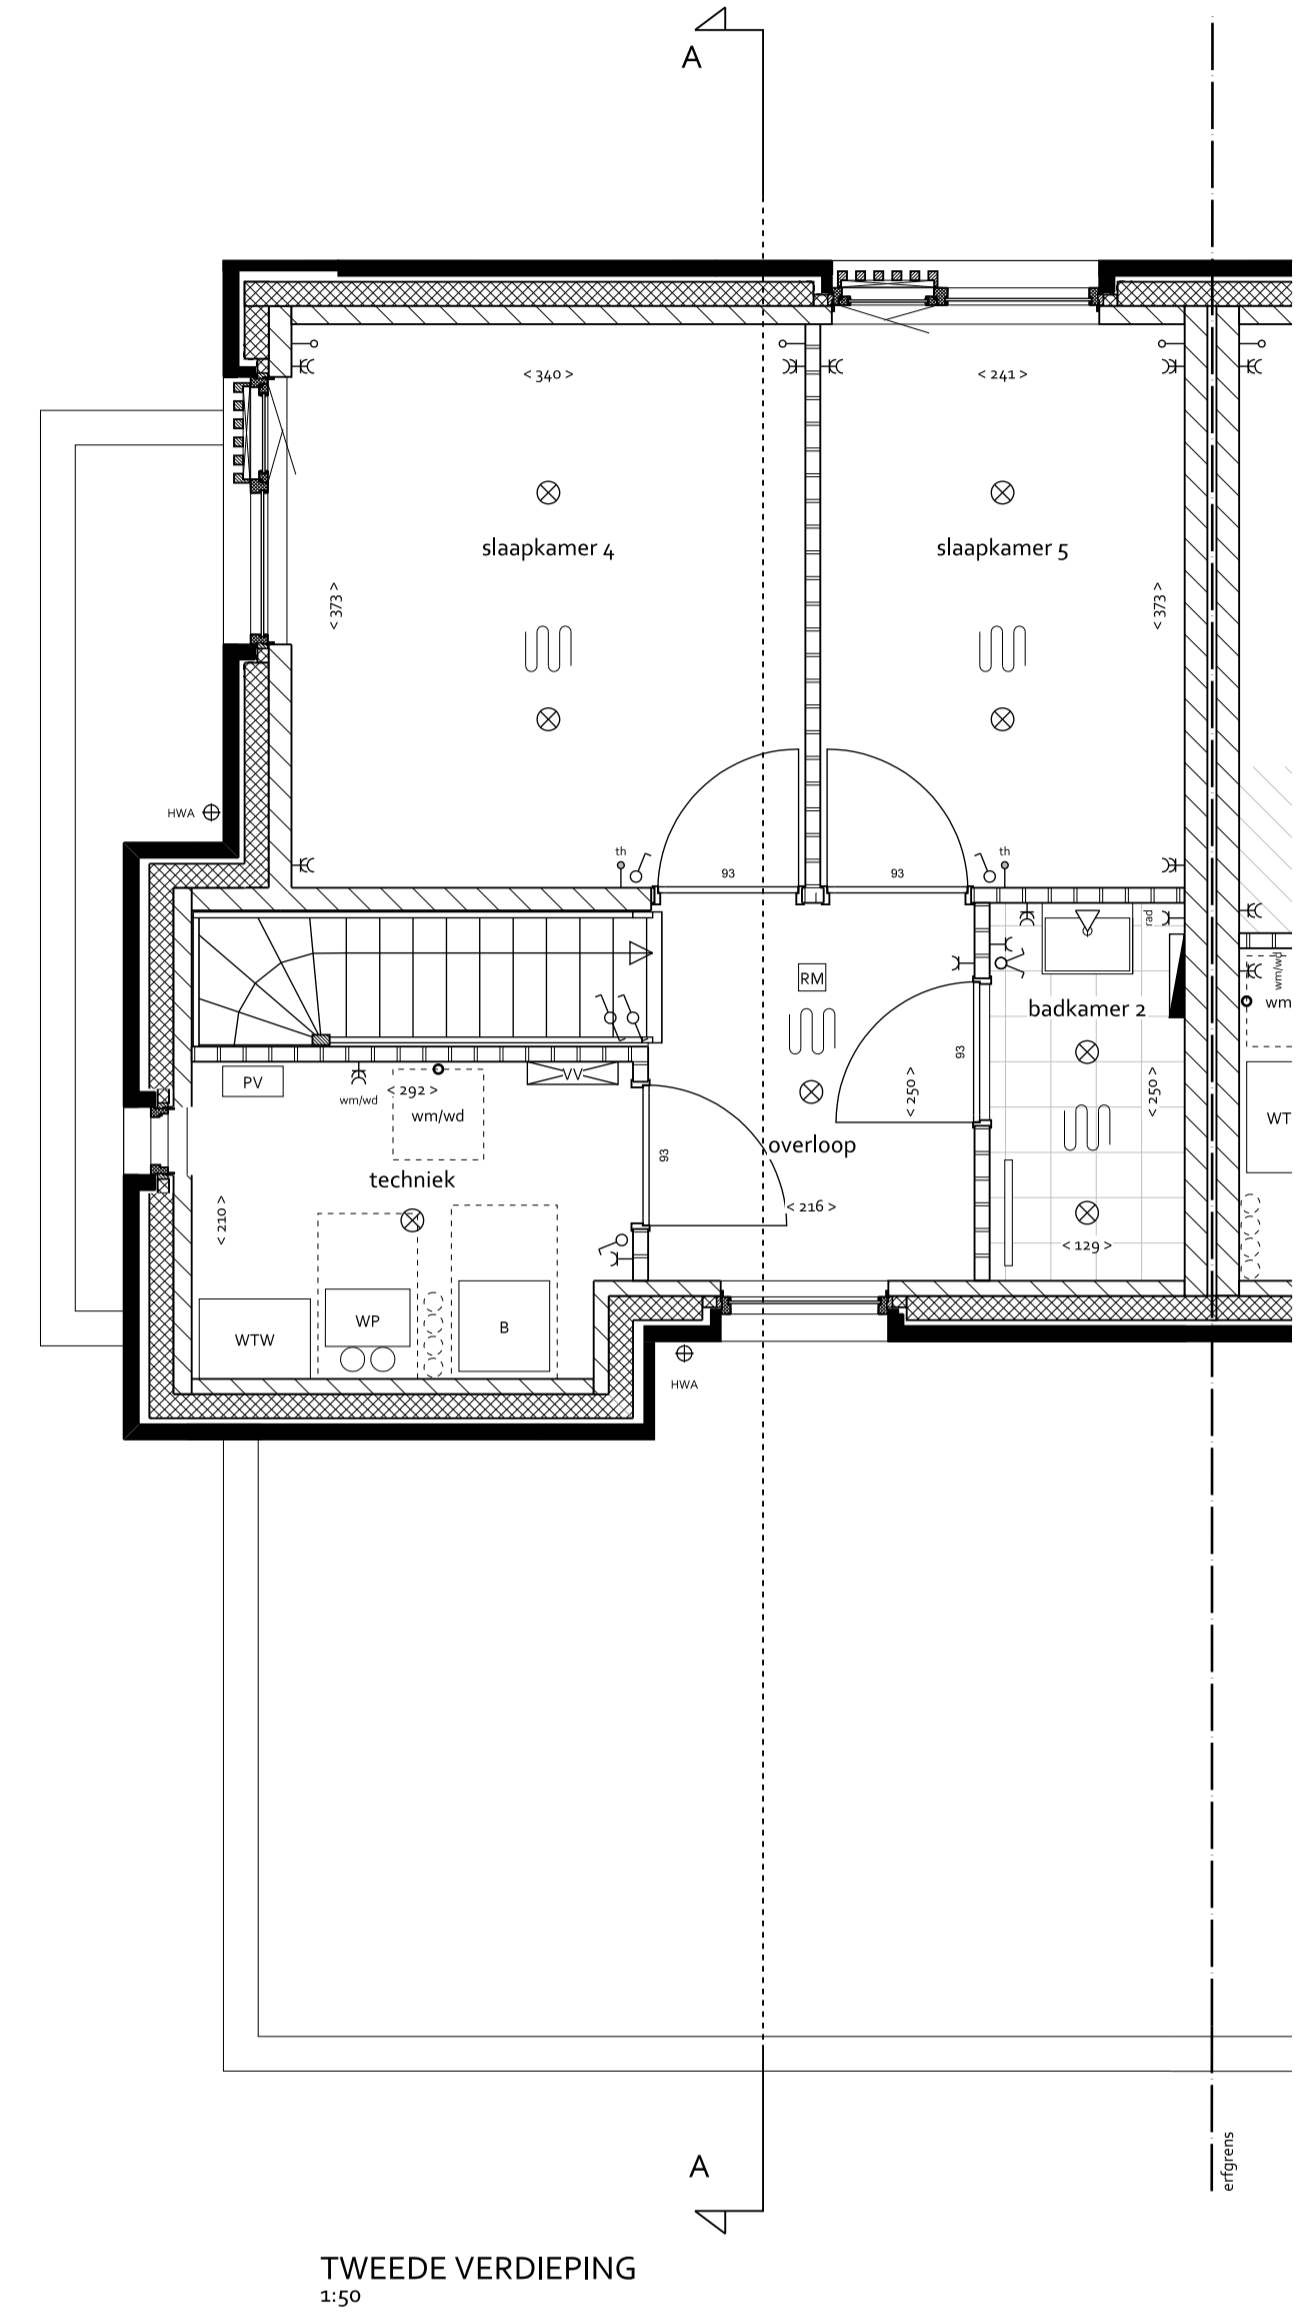 A
< 340 >
< 241 >
slaapkamer 4
slaapkamer 5
< 373 >
< 373 >
HWA
th
93
93
th
rad
RM
badkamer 2
wm/wd
wm
PV
wm/wd
< 292 >
wm/wd
VV
93
< 250 >
< 250 >
WT
techniek
93
overloop
< 210 >
< 216 >
< 129 >
WTW
WP
B
HWA
A
erfgrens
TWEEDE VERDIEPING
1:50